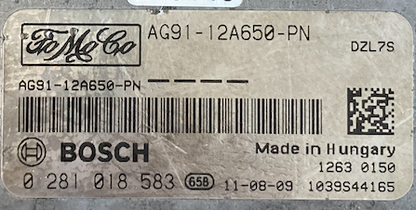 FoMoCo AG91-12A650-PN DZL7S
AG91-12A650-PN
BOSCH Made in Hungary
1263 0150
0 281 018 583 65B 11-08-09 1039S44165